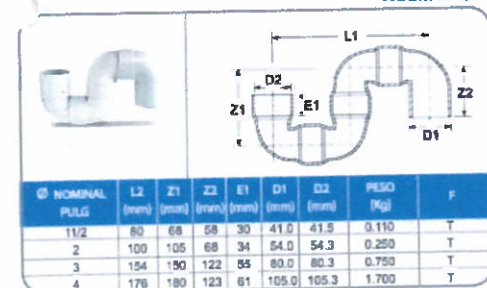 L1
D2
Z1
E1
Z2
D1
Ø NOMINAL PULG L2 (mm) Z1 (mm) Z2 (mm) E1 (mm) D1 (mm) D2 (mm) PESO (Kg) F
11/2 80 68 58 30 41.0 41.5 0.110 T
2 100 105 68 34 54.0 54.3 0.250 T
3 154 150 122 55 80.0 80.3 0.750 T
4 176 180 123 61 105.0 105.3 1.700 T